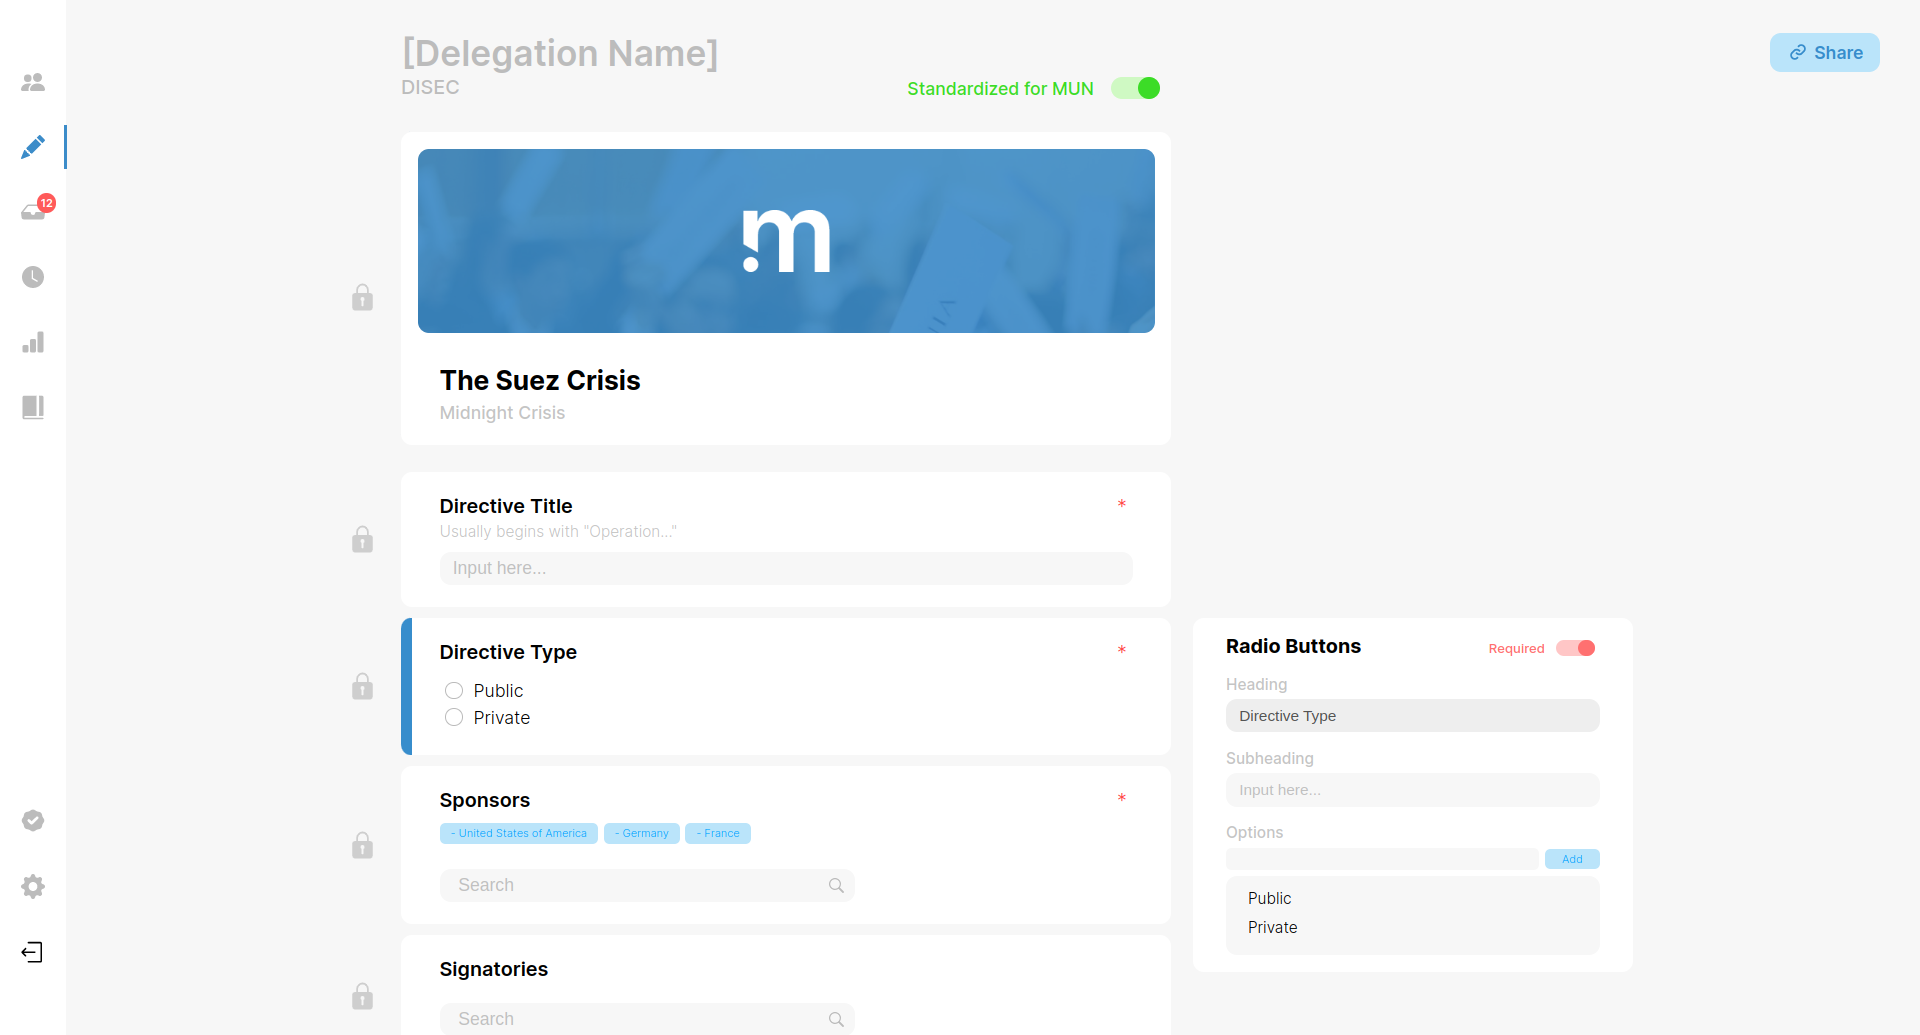 [Delegation Name]
DISEC
Standardized for MUN
Share
12
m
The Suez Crisis
Midnight Crisis
Directive Title *
Usually begins with "Operation..."
Input here...
Directive Type *
Public
Private
Sponsors *
- United States of America - Germany - France
Search
Signatories
Search
Radio Buttons Required
Heading
Directive Type
Subheading
Input here...
Options
Add
Public
Private